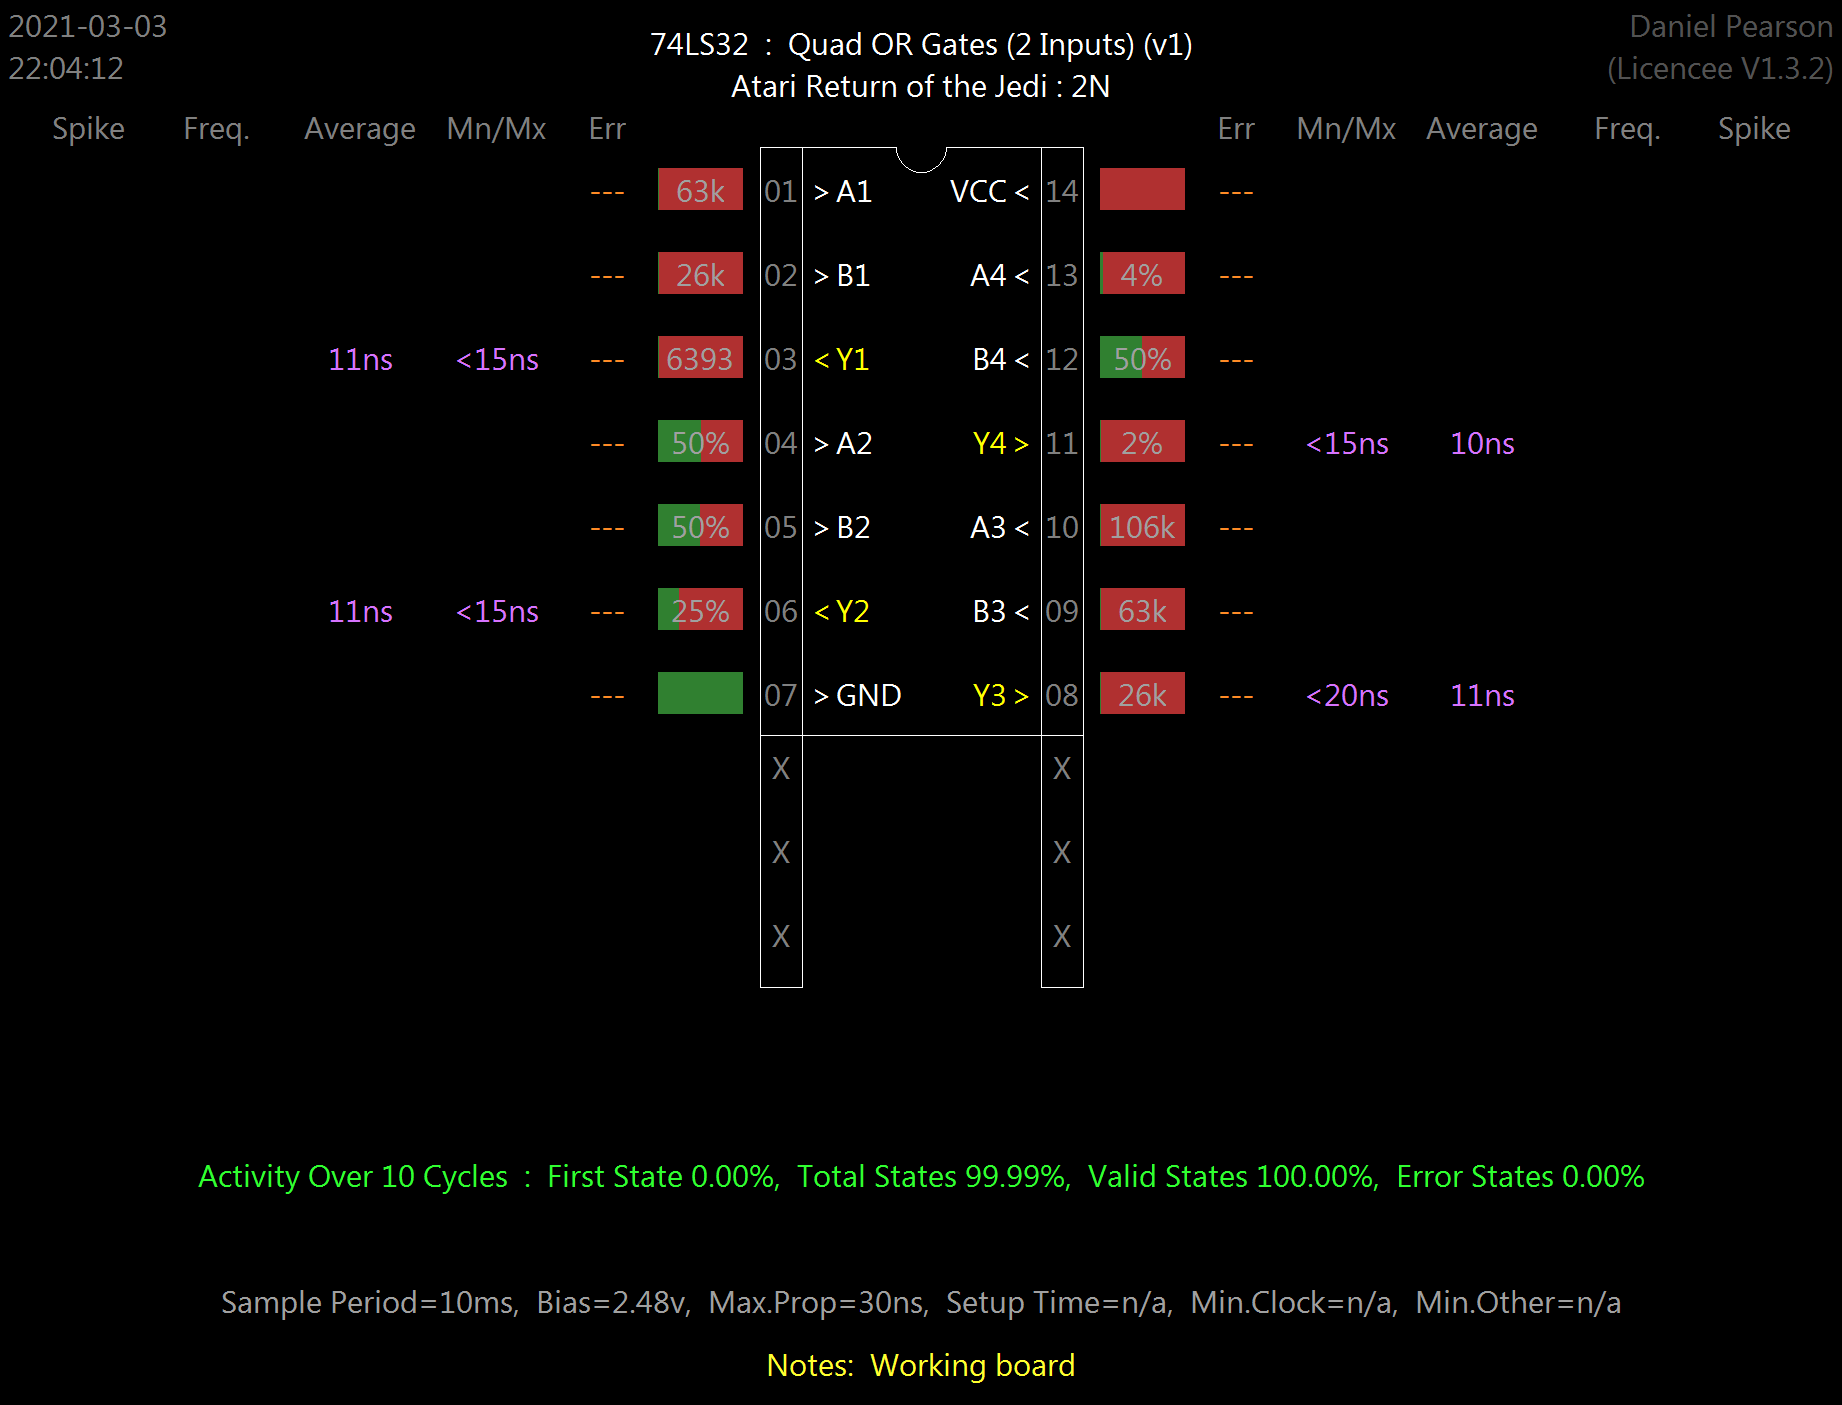 2021-03-03
22:04:12
74LS32 : Quad OR Gates (2 Inputs) (v1)
Atari Return of the Jedi : 2N
Daniel Pearson
(Licencee V1.3.2)
Spike Freq. Average Mn/Mx Err Err Mn/Mx Average Freq. Spike
--- 63k 01 > A1 VCC < 14 ---
--- 26k 02 > B1 A4 < 13 4% ---
11ns <15ns --- 6393 03 < Y1 B4 < 12 50% ---
--- 50% 04 > A2 Y4 > 11 2% --- <15ns 10ns
--- 50% 05 > B2 A3 < 10 106k ---
11ns <15ns --- 25% 06 < Y2 B3 < 09 63k ---
--- 07 > GND Y3 > 08 26k --- <20ns 11ns
X X
X X
X X
Activity Over 10 Cycles : First State 0.00%, Total States 99.99%, Valid States 100.00%, Error States 0.00%
Sample Period=10ms, Bias=2.48v, Max.Prop=30ns, Setup Time=n/a, Min.Clock=n/a, Min.Other=n/a
Notes: Working board